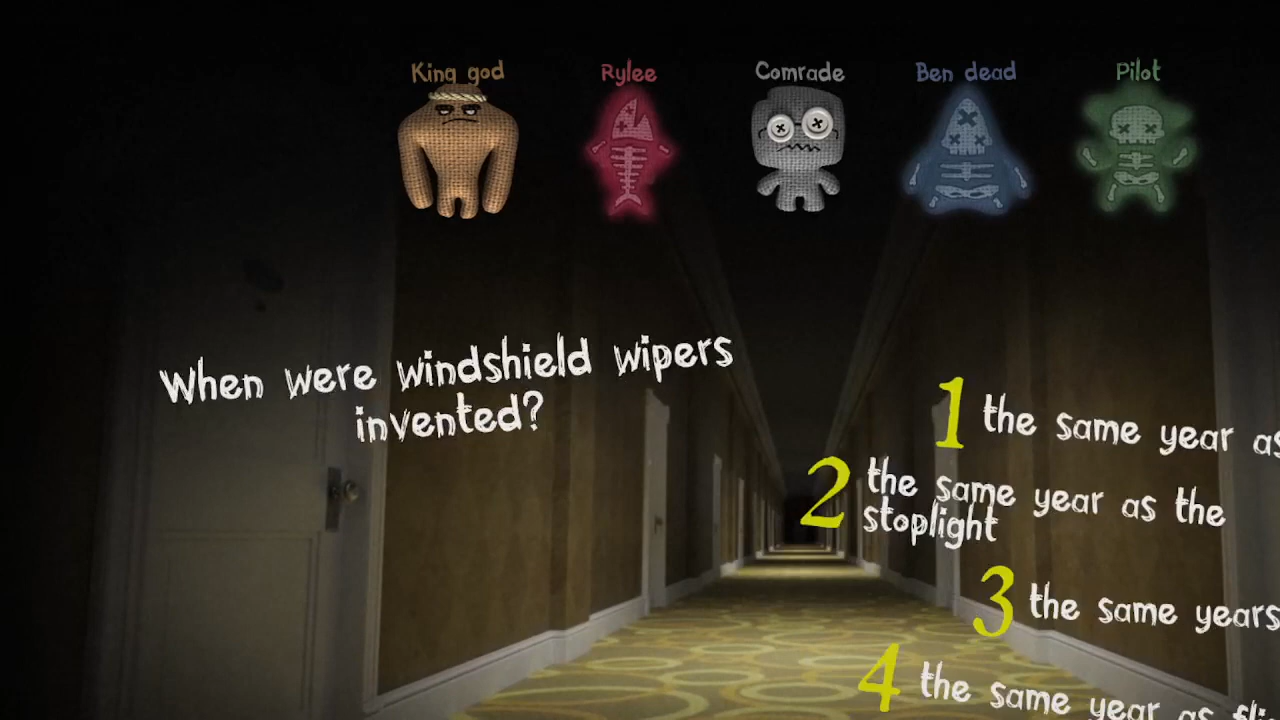 King god
Rylee
Comrade
Ben dead
Pilot
When were windshield wipers
invented?
1 the same year as
2 the same year as the
stoplight
3 the same years
4 the same year as